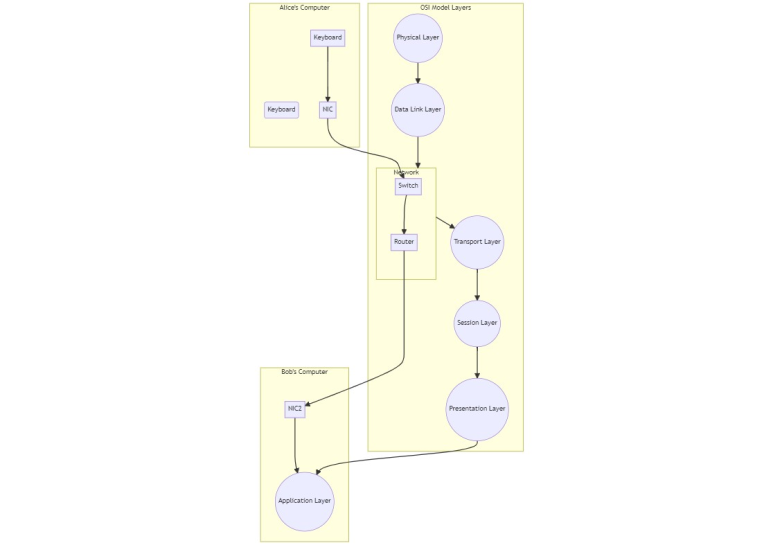 Alice's Computer
Keyboard
Keyboard
NIC
OSI Model Layers
Physical Layer
Data Link Layer
Network
Switch
Router
Transport Layer
Session Layer
Presentation Layer
Bob's Computer
NIC2
Application Layer